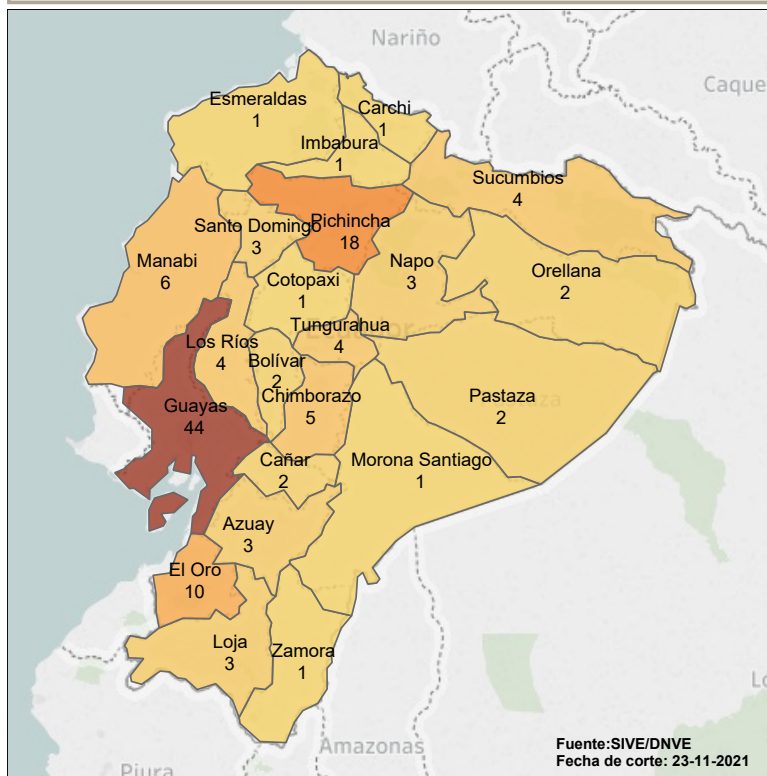 Nariño
Caque
Esmeraldas
1
Carchi
1
Imbabura
1
Sucumbios
4
Pichincha
18
Santo Domingo
3
Manabi
6
Napo
3
Orellana
2
Cotopaxi
1
Tungurahua
4
Ecuador
Los Ríos
4
Bolívar
2
Chimborazo
5
Pastaza
2
Guayas
44
Cañar
2
Morona Santiago
1
Azuay
3
El Oro
10
Loja
3
Zamora
1
Lo
Amazonas
Piura
Fuente:SIVE/DNVE
Fecha de corte: 23-11-2021